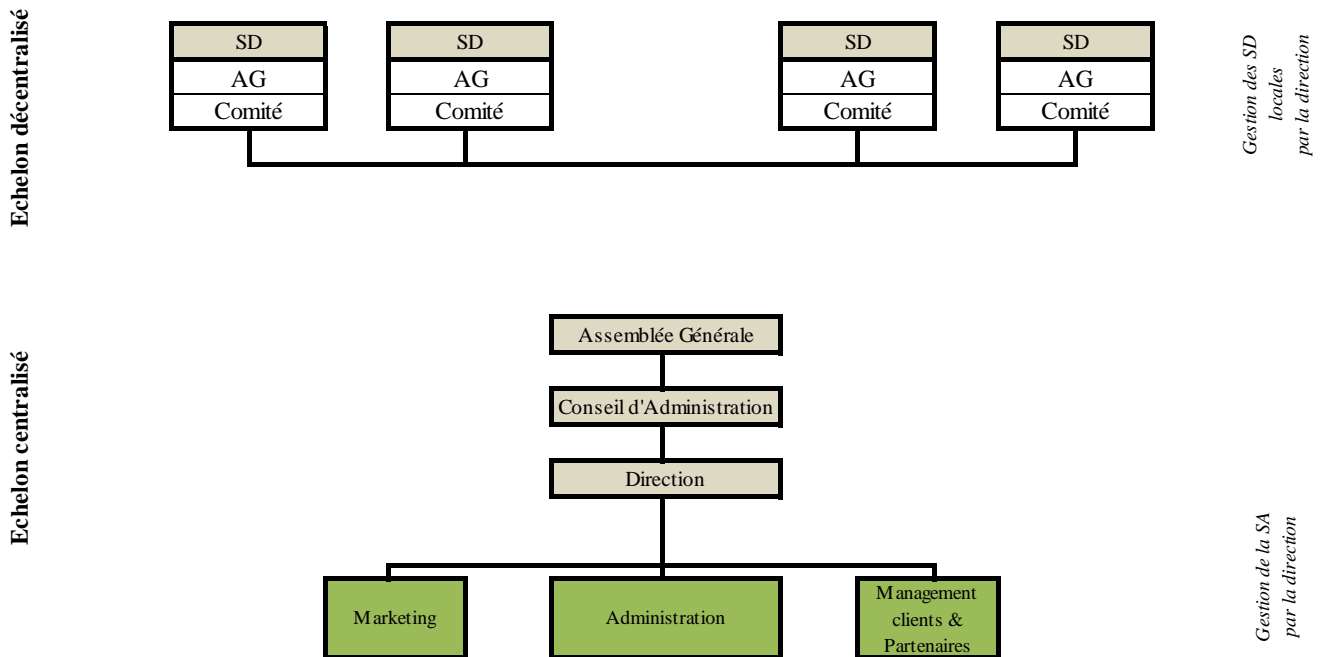 Echelon décentralisé
SD
AG
Comité
SD
AG
Comité
SD
AG
Comité
SD
AG
Comité
Gestion des SD
locales
par la direction
Echelon centralisé
Assemblée Générale
Conseil d'Administration
Direction
Marketing
Administration
Management
clients &
Partenaires
Gestion de la SA
par la direction